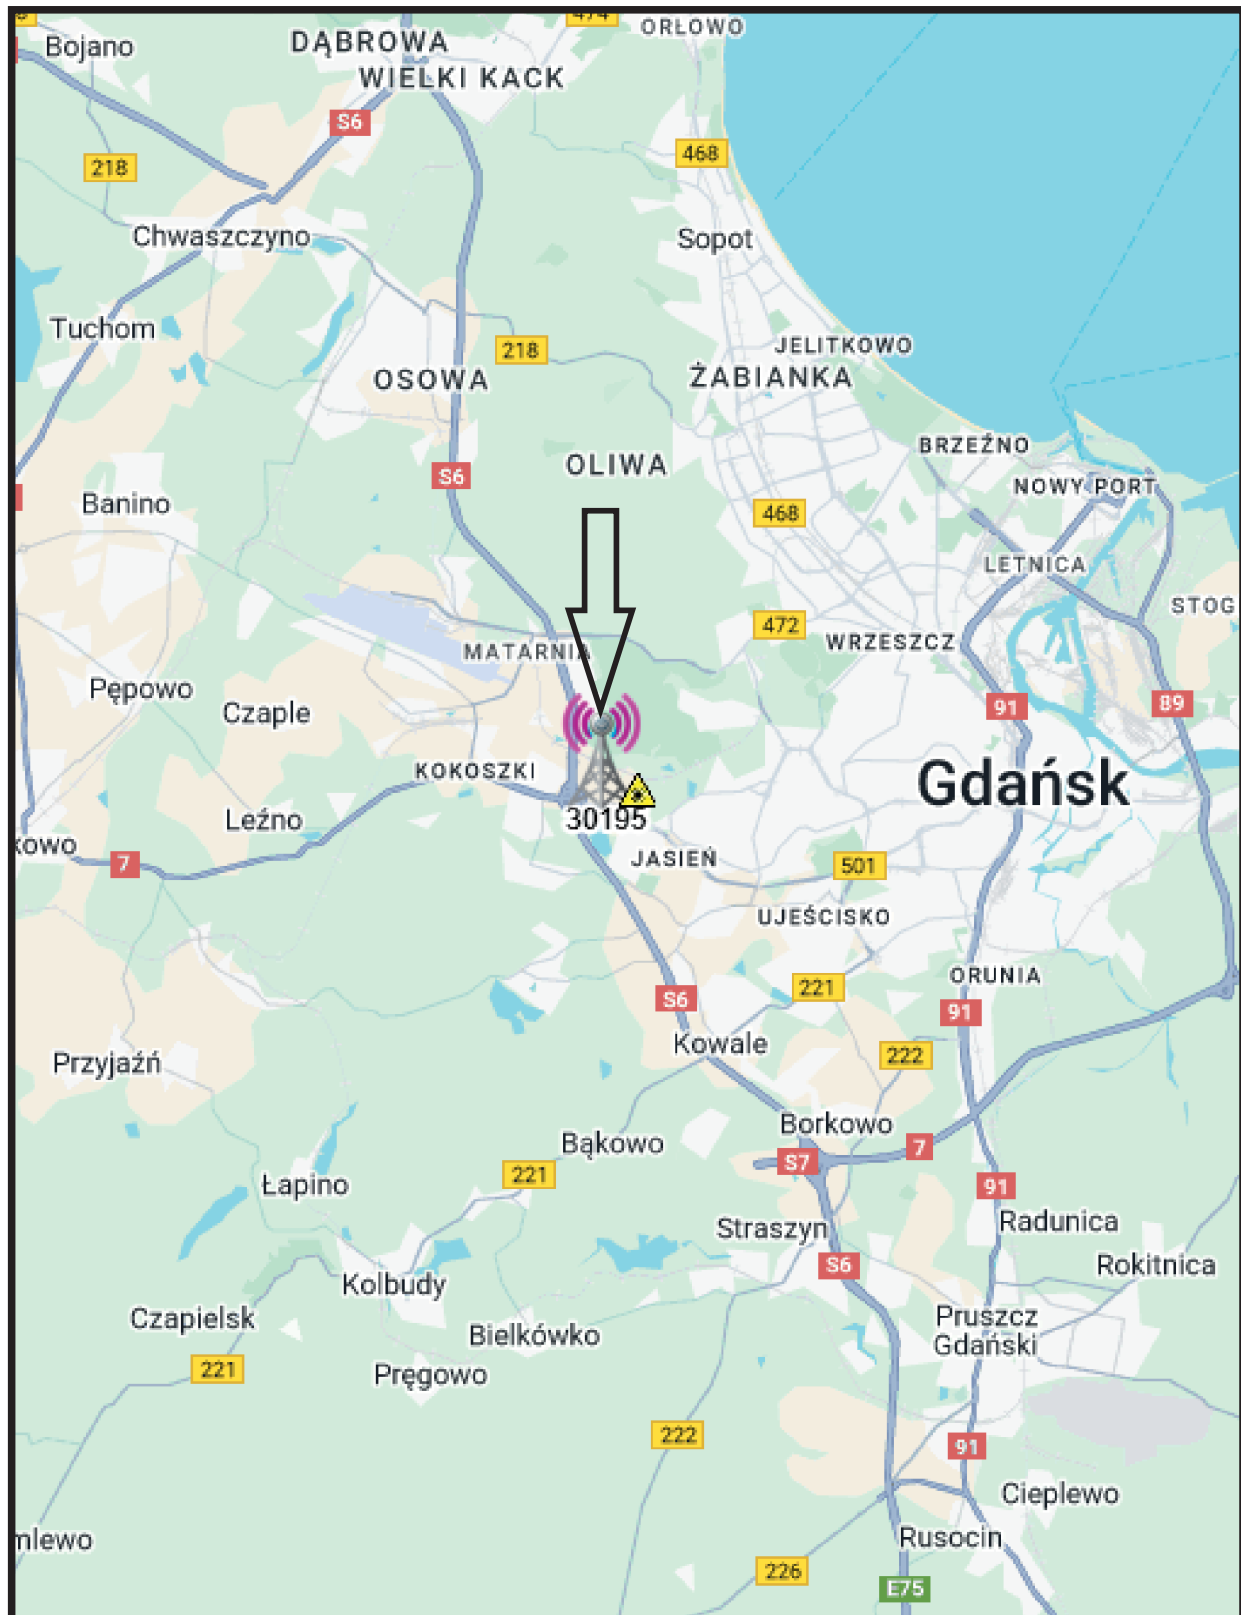 474
ORŁOWO
Bojano
DĄBROWA
WIELKI KACK
S6
468
218
Chwaszczyno
Sopot
Tuchom
218
JELITKOWO
OSOWA
ŻABIANKA
BRZEŹNO
OLIWA
S6
NOWY PORT
Banino
468
LETNICA
STOG
472
WRZESZCZ
MATARNIA
Pępowo
Czaple
91
89
KOKOSZKI
Gdańsk
Leźno
30195
kowo
7
JASIEŃ
501
UJEŚCISKO
ORUNIA
221
S6
91
Kowale
222
Przyjaźń
Borkowo
Bąkowo
7
S7
221
Łapino
91
Straszyn
Radunica
S6
Rokitnica
Kolbudy
Czapielsk
Pruszcz
Gdański
Bielkówko
221
Pręgowo
222
91
Cieplewo
mlewo
Rusocin
226
E75